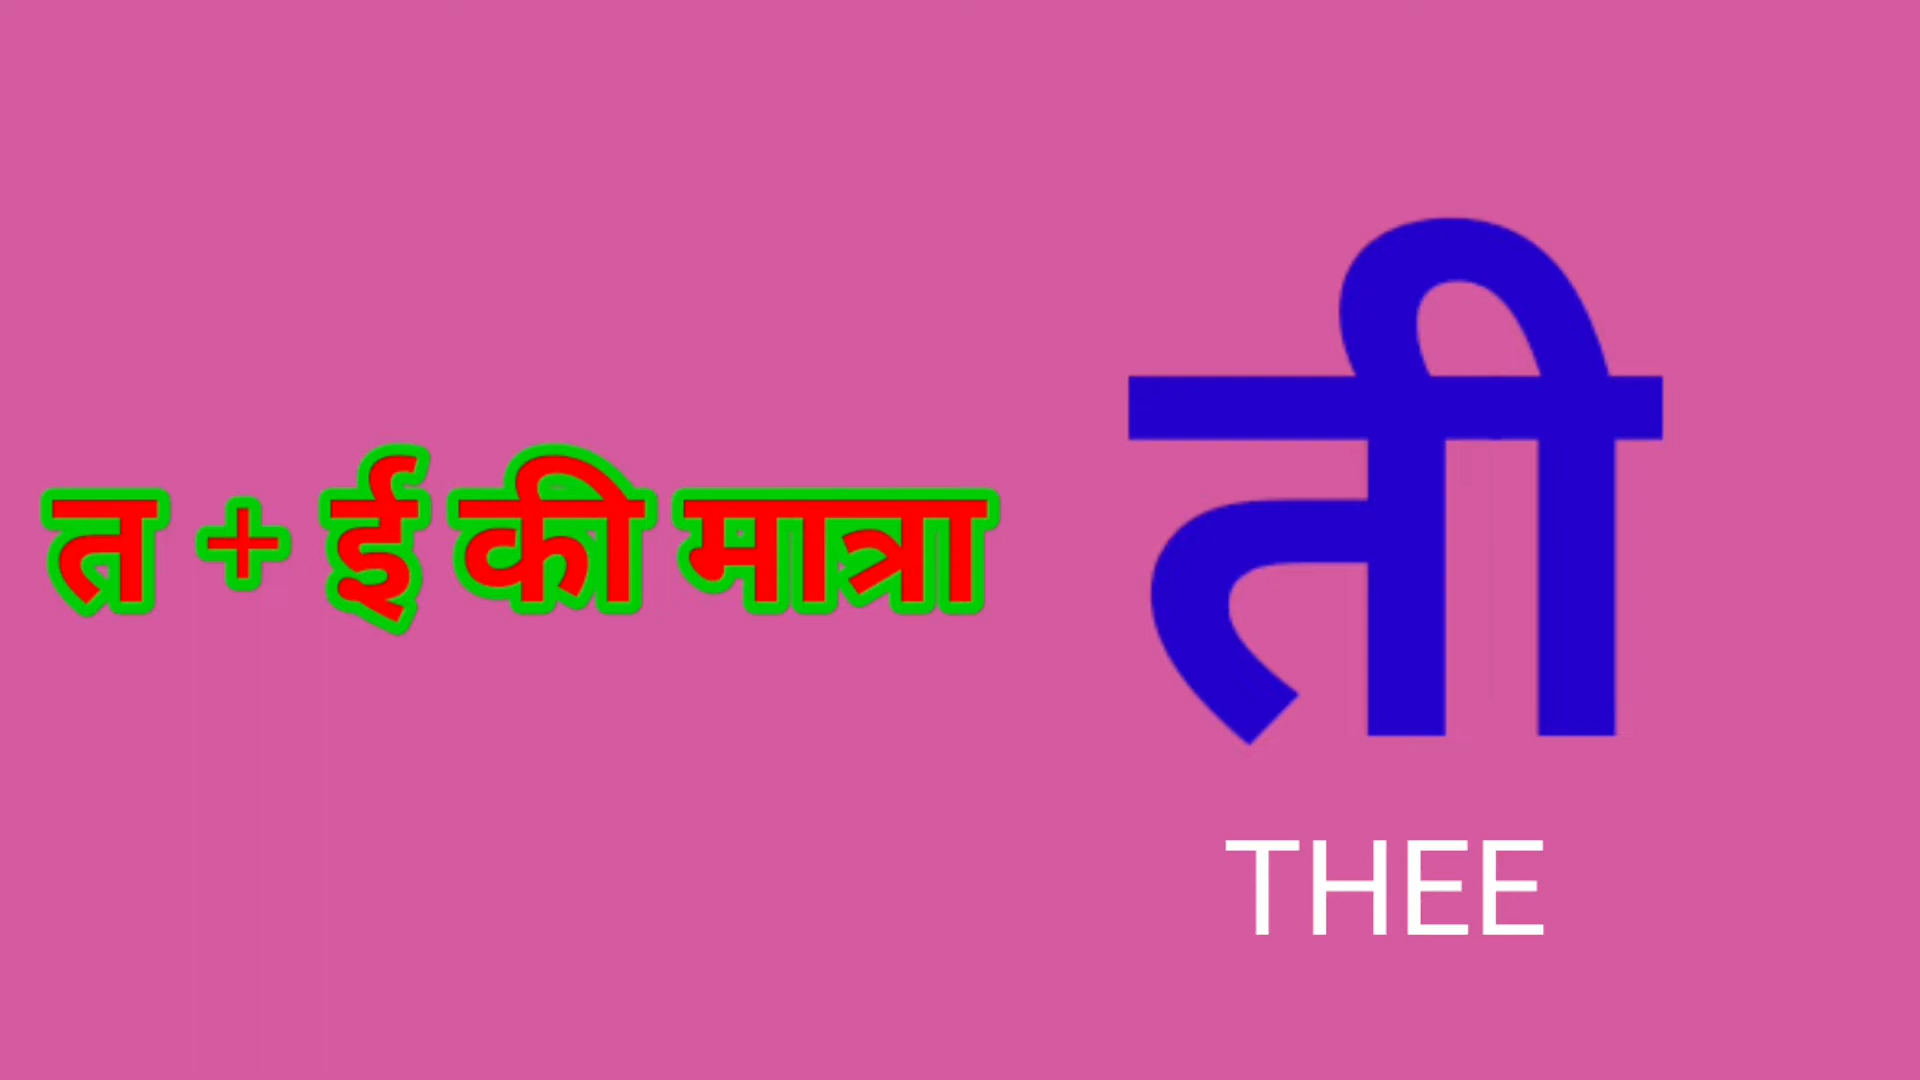 त + ई की मात्रा
ती
THEE